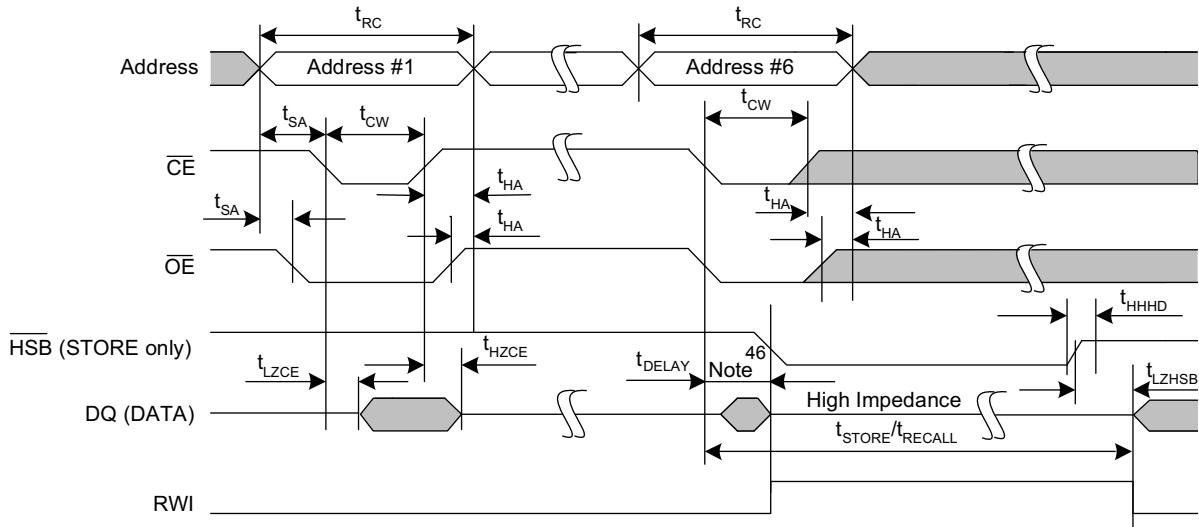 tRC
tRC
Address
Address #1
Address #6
tSA
tCW
tCW
CE
tHA
tSA
tHA
tHA
tHA
OE
tHHHD
HSB (STORE only)
tLZCE
tHZCE
tDELAY
Note 46
tLZHSB
DQ (DATA)
High Impedance
tSTORE/tRECALL
RWI